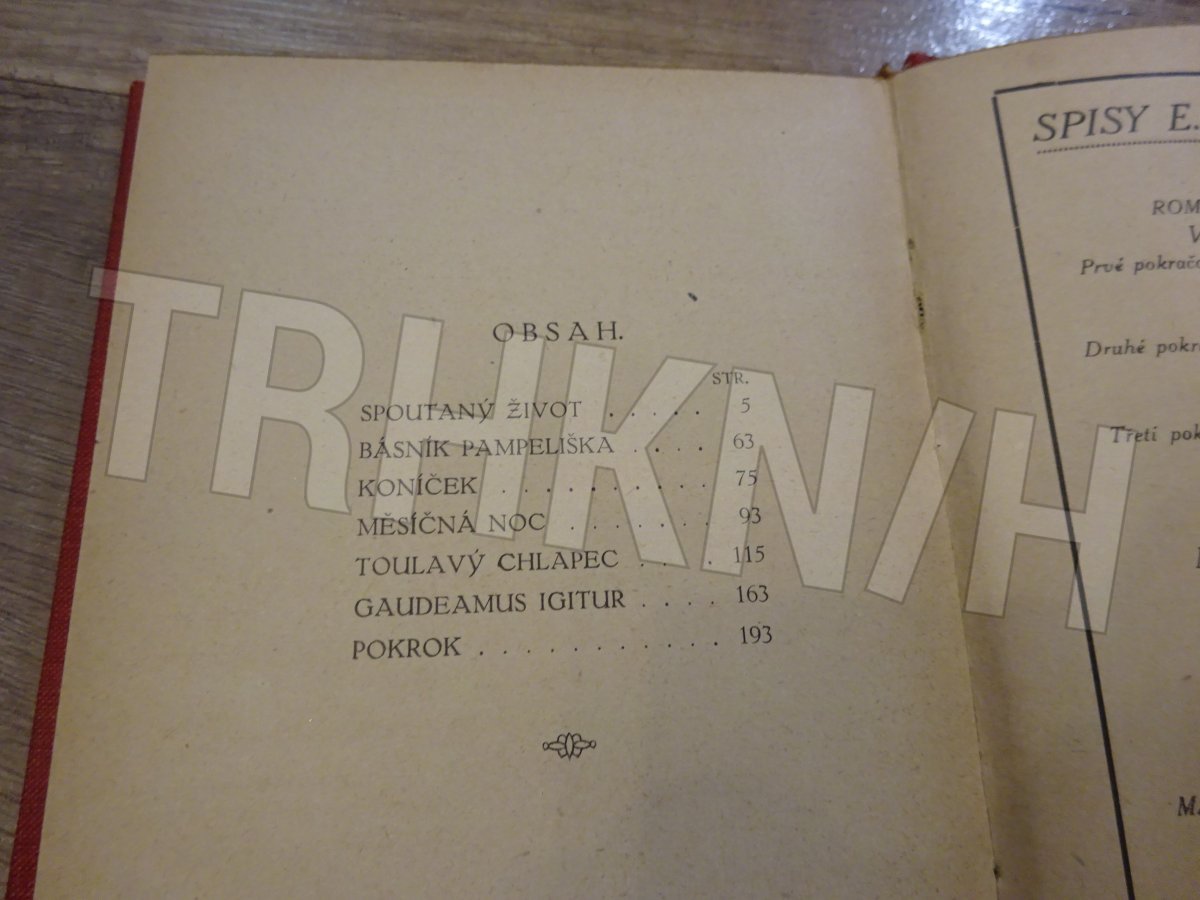 OBSAH.
STR.
SPOUTANÝ ŽIVOT . . . . . 5
BÁSNÍK PAMPELIŠKA . . . . 63
KONÍČEK . . . . . . . . . . 75
MĚSÍČNÁ NOC . . . . . . . 93
TOULAVÝ CHLAPEC . . . . 115
GAUDEAMUS IGITUR . . . . 163
POKROK . . . . . . . . . . . 193
SPISY E.
ROM
V
Prvé pokračo
Druhé pokr
Třetí pok
M
TRHKNIH